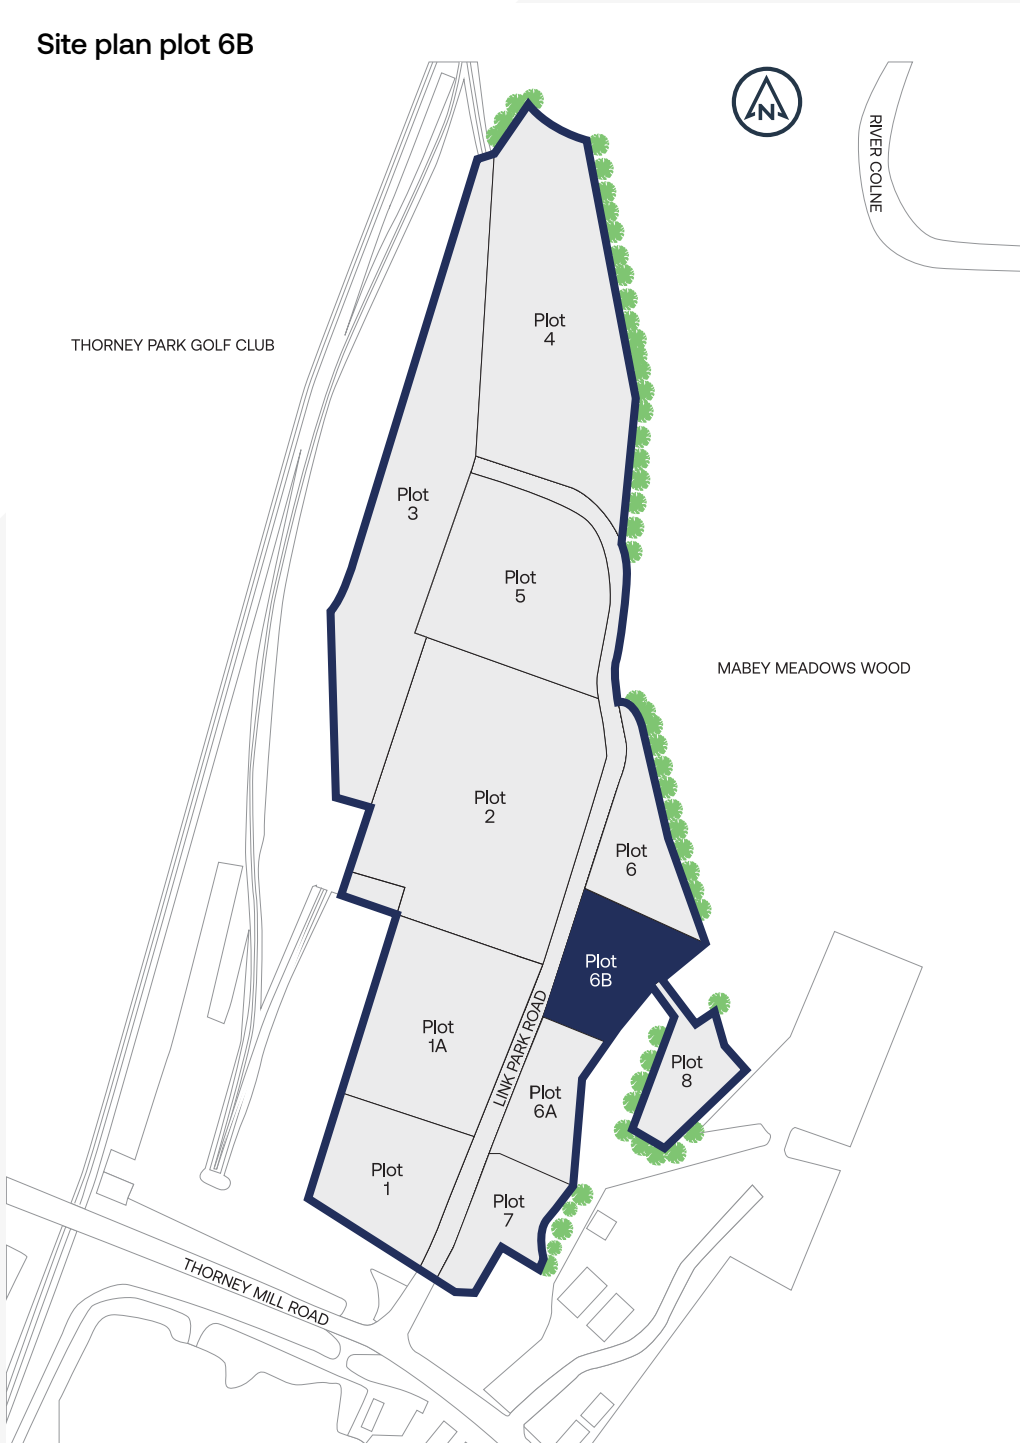 Site plan plot 6B
N
RIVER COLNE
THORNEY PARK GOLF CLUB
Plot
4
Plot
3
Plot
5
MABEY MEADOWS WOOD
Plot
2
Plot
6
Plot
6B
Plot
1A
LINK PARK ROAD
Plot
8
Plot
6A
Plot
1
Plot
7
THORNEY MILL ROAD